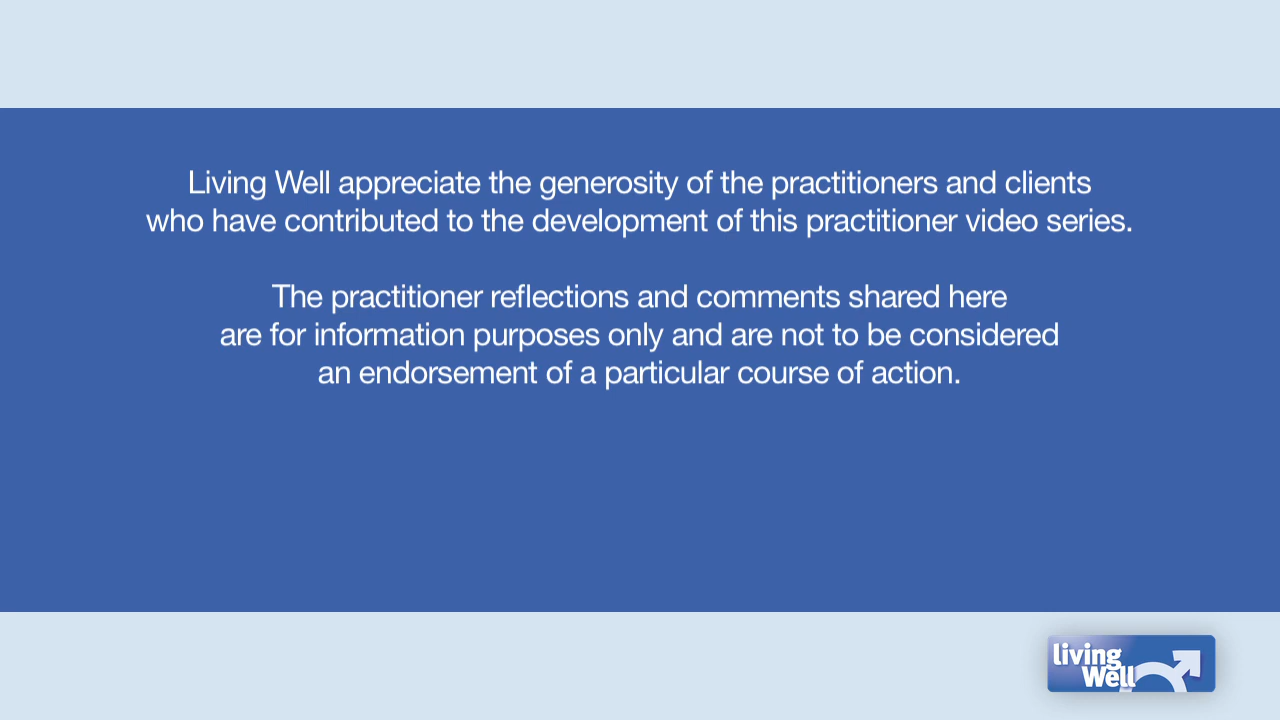 Living Well appreciate the generosity of the practitioners and clients
who have contributed to the development of this practitioner video series.
The practitioner reflections and comments shared here
are for information purposes only and are not to be considered
an endorsement of a particular course of action.
living
Well